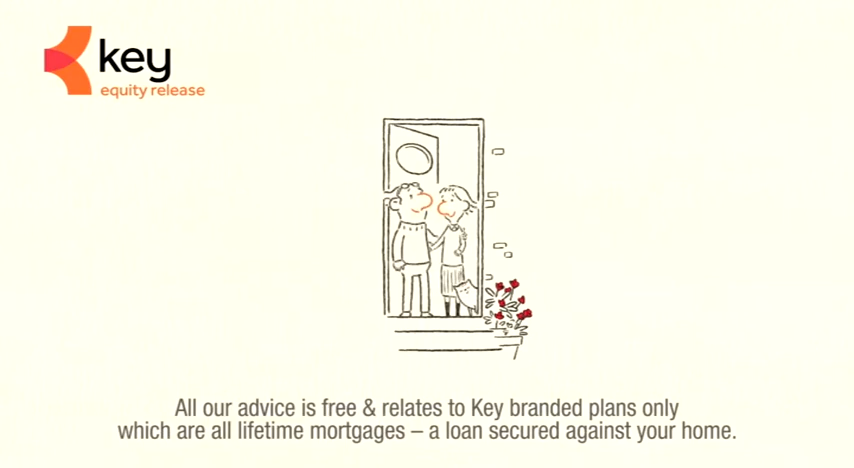 key
equity release
All our advice is free & relates to Key branded plans only
which are all lifetime mortgages – a loan secured against your home.